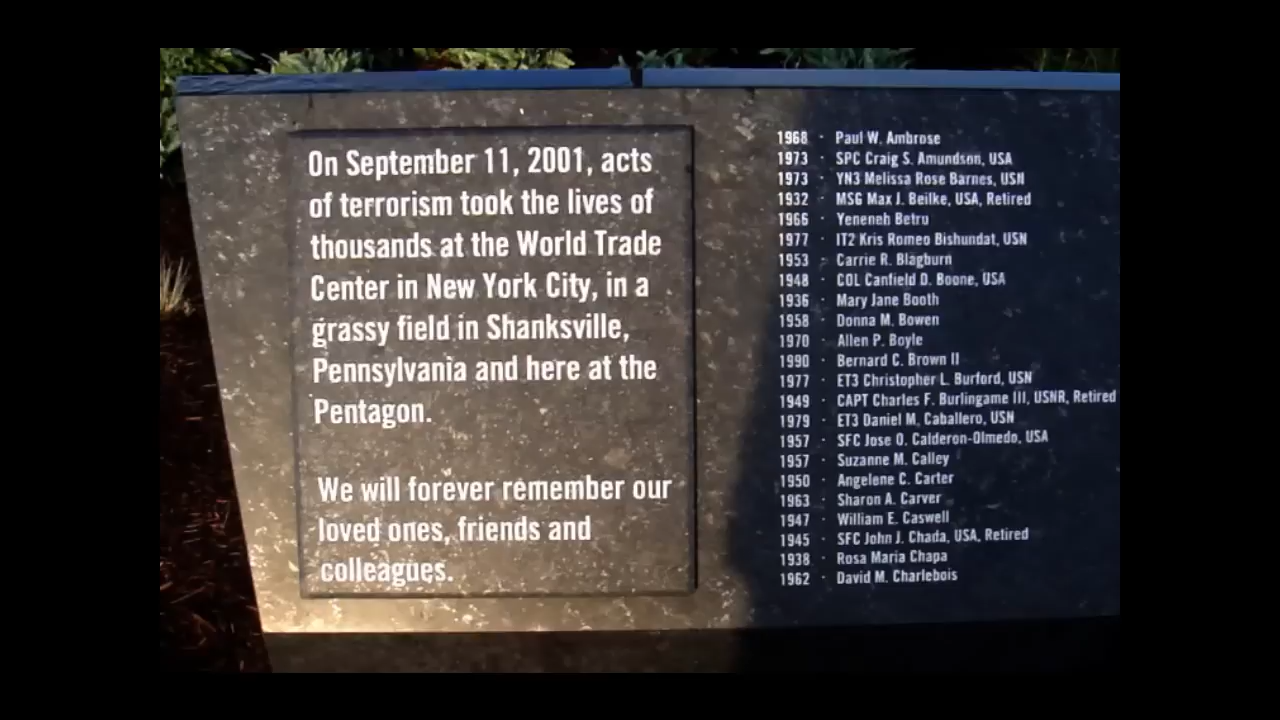 On September 11, 2001, acts
of terrorism took the lives of
thousands at the World Trade
Center in New York City, in a
grassy field in Shanksville,
Pennsylvania and here at the
Pentagon.
We will forever remember our
loved ones, friends and
colleagues.
1968 · Paul W. Ambrose
1973 · SPC Craig S. Amundson, USA
1973 · YN3 Melissa Rose Barnes, USN
1932 · MSG Max J. Beilke, USA, Retired
1966 · Yeneneh Betru
1977 · IT2 Kris Romeo Bishundat, USN
1953 · Carrie R. Blagburn
1948 · COL Canfield D. Boone, USA
1936 · Mary Jane Booth
1958 · Donna M. Bowen
1970 · Allen P. Boyle
1990 · Bernard C. Brown II
1977 · ET3 Christopher L. Burford, USN
1949 · CAPT Charles F. Burlingame III, USNR, Retired
1979 · ET3 Daniel M. Caballero, USN
1957 · SFC Jose O. Calderon-Olmedo, USA
1957 · Suzanne M. Calley
1950 · Angelene C. Carter
1963 · Sharon A. Carver
1947 · William E. Caswell
1945 · SFC John J. Chada, USA, Retired
1938 · Rosa Maria Chapa
1962 · David M. Charlebois